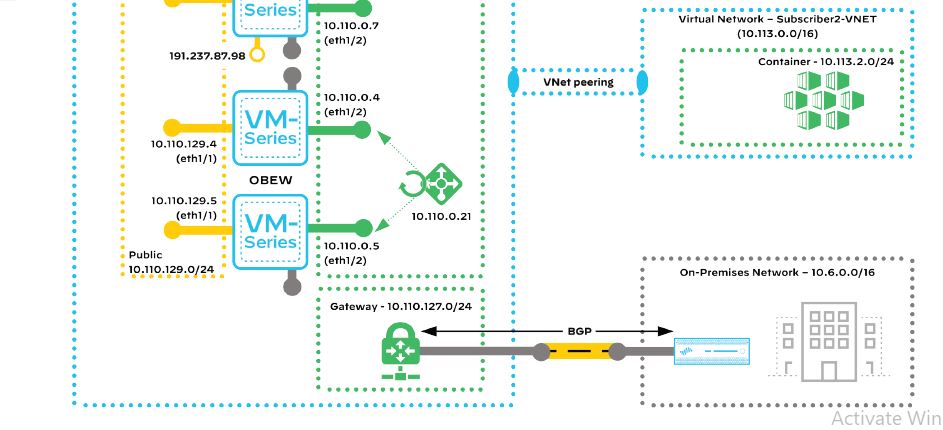 Series
10.110.0.7
(eth1/2)
191.237.87.98
Virtual Network – Subscriber2-VNET
(10.113.0.0/16)
Container - 10.113.2.0/24
VNet peering
10.110.0.4
(eth1/2)
VM-
Series
10.110.129.4
(eth1/1)
OBEW
10.110.129.5
(eth1/1)
VM-
Series
10.110.0.21
10.110.0.5
(eth1/2)
Public
10.110.129.0/24
Gateway - 10.110.127.0/24
BGP
On-Premises Network – 10.6.0.0/16
Activate Win